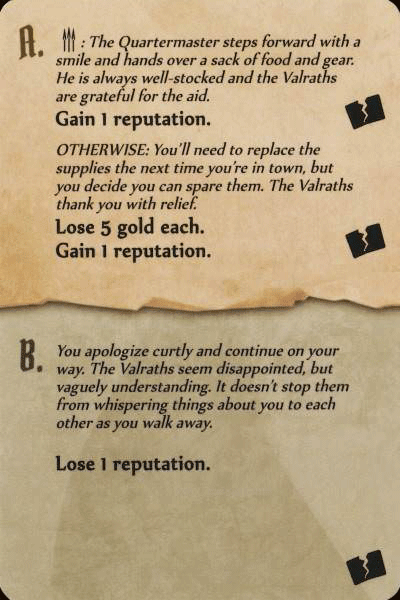 A. : The Quartermaster steps forward with a
smile and hands over a sack of food and gear.
He is always well-stocked and the Valraths
are grateful for the aid.
Gain 1 reputation.
OTHERWISE: You'll need to replace the
supplies the next time you're in town, but
you decide you can spare them. The Valraths
thank you with relief.
Lose 5 gold each.
Gain 1 reputation.
B. You apologize curtly and continue on your
way. The Valraths seem disappointed, but
vaguely understanding. It doesn't stop them
from whispering things about you to each
other as you walk away.
Lose 1 reputation.